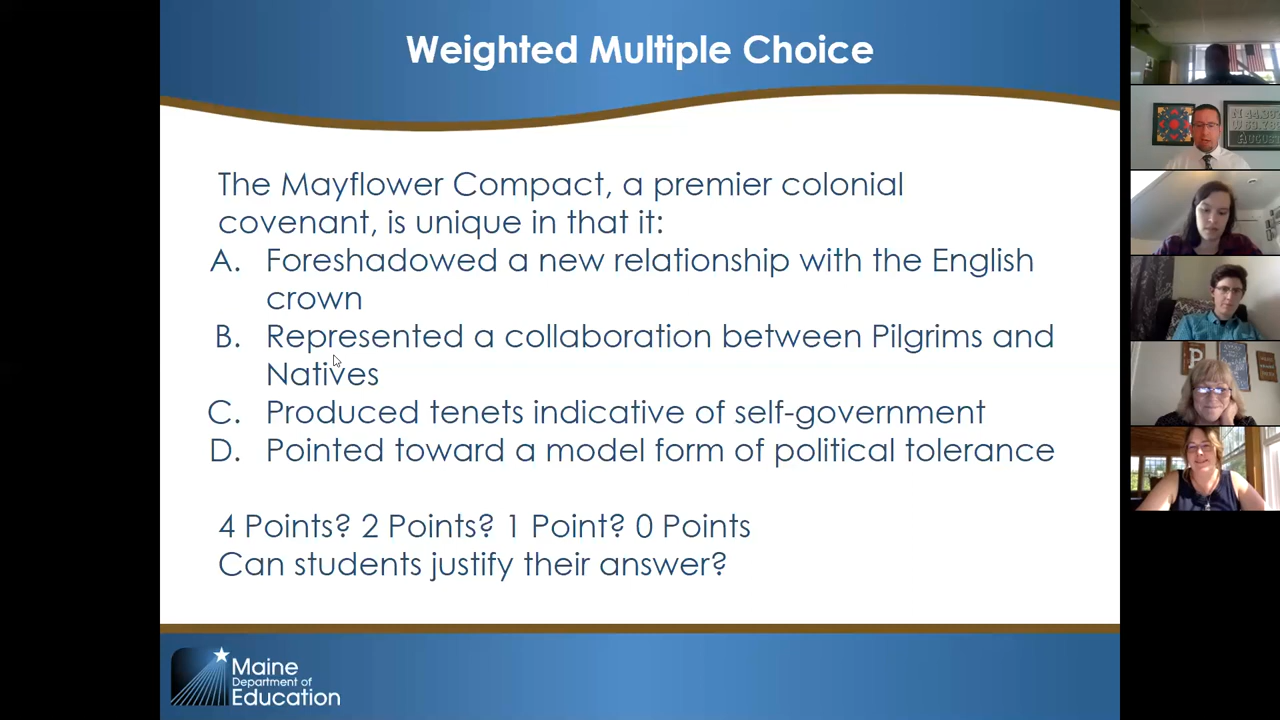 Weighted Multiple Choice
The Mayflower Compact, a premier colonial
covenant, is unique in that it:
A. Foreshadowed a new relationship with the English
crown
B. Represented a collaboration between Pilgrims and
Natives
C. Produced tenets indicative of self-government
D. Pointed toward a model form of political tolerance
4 Points? 2 Points? 1 Point? 0 Points
Can students justify their answer?
Maine
Department of
Education
P